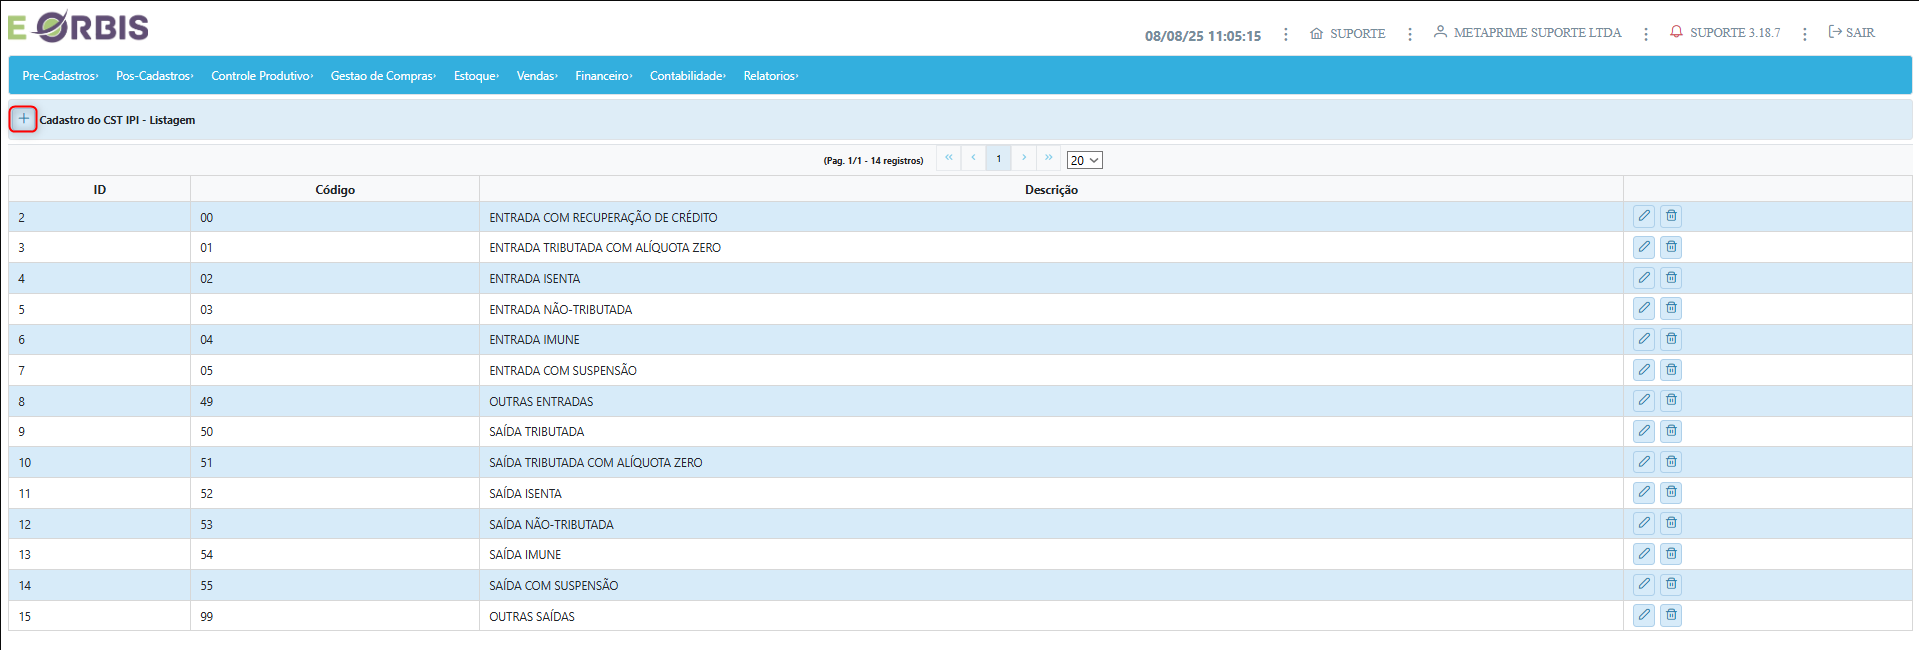 E ORBIS
08/08/25 11:05:15 SUPORTE METAPRIME SUPORTE LTDA SUPORTE 3.18.7 SAIR
Pre-Cadastros Pos-Cadastros Controle Produtivo Gestao de Compras Estoque Vendas Financeiro Contabilidade Relatorios
+ Cadastro do CST IPI - Listagem
(Pag. 1/1 - 14 registros) « ‹ 1 › » 20
ID Código Descrição
2 00 ENTRADA COM RECUPERAÇÃO DE CRÉDITO
3 01 ENTRADA TRIBUTADA COM ALÍQUOTA ZERO
4 02 ENTRADA ISENTA
5 03 ENTRADA NÃO-TRIBUTADA
6 04 ENTRADA IMUNE
7 05 ENTRADA COM SUSPENSÃO
8 49 OUTRAS ENTRADAS
9 50 SAÍDA TRIBUTADA
10 51 SAÍDA TRIBUTADA COM ALÍQUOTA ZERO
11 52 SAÍDA ISENTA
12 53 SAÍDA NÃO-TRIBUTADA
13 54 SAÍDA IMUNE
14 55 SAÍDA COM SUSPENSÃO
15 99 OUTRAS SAÍDAS